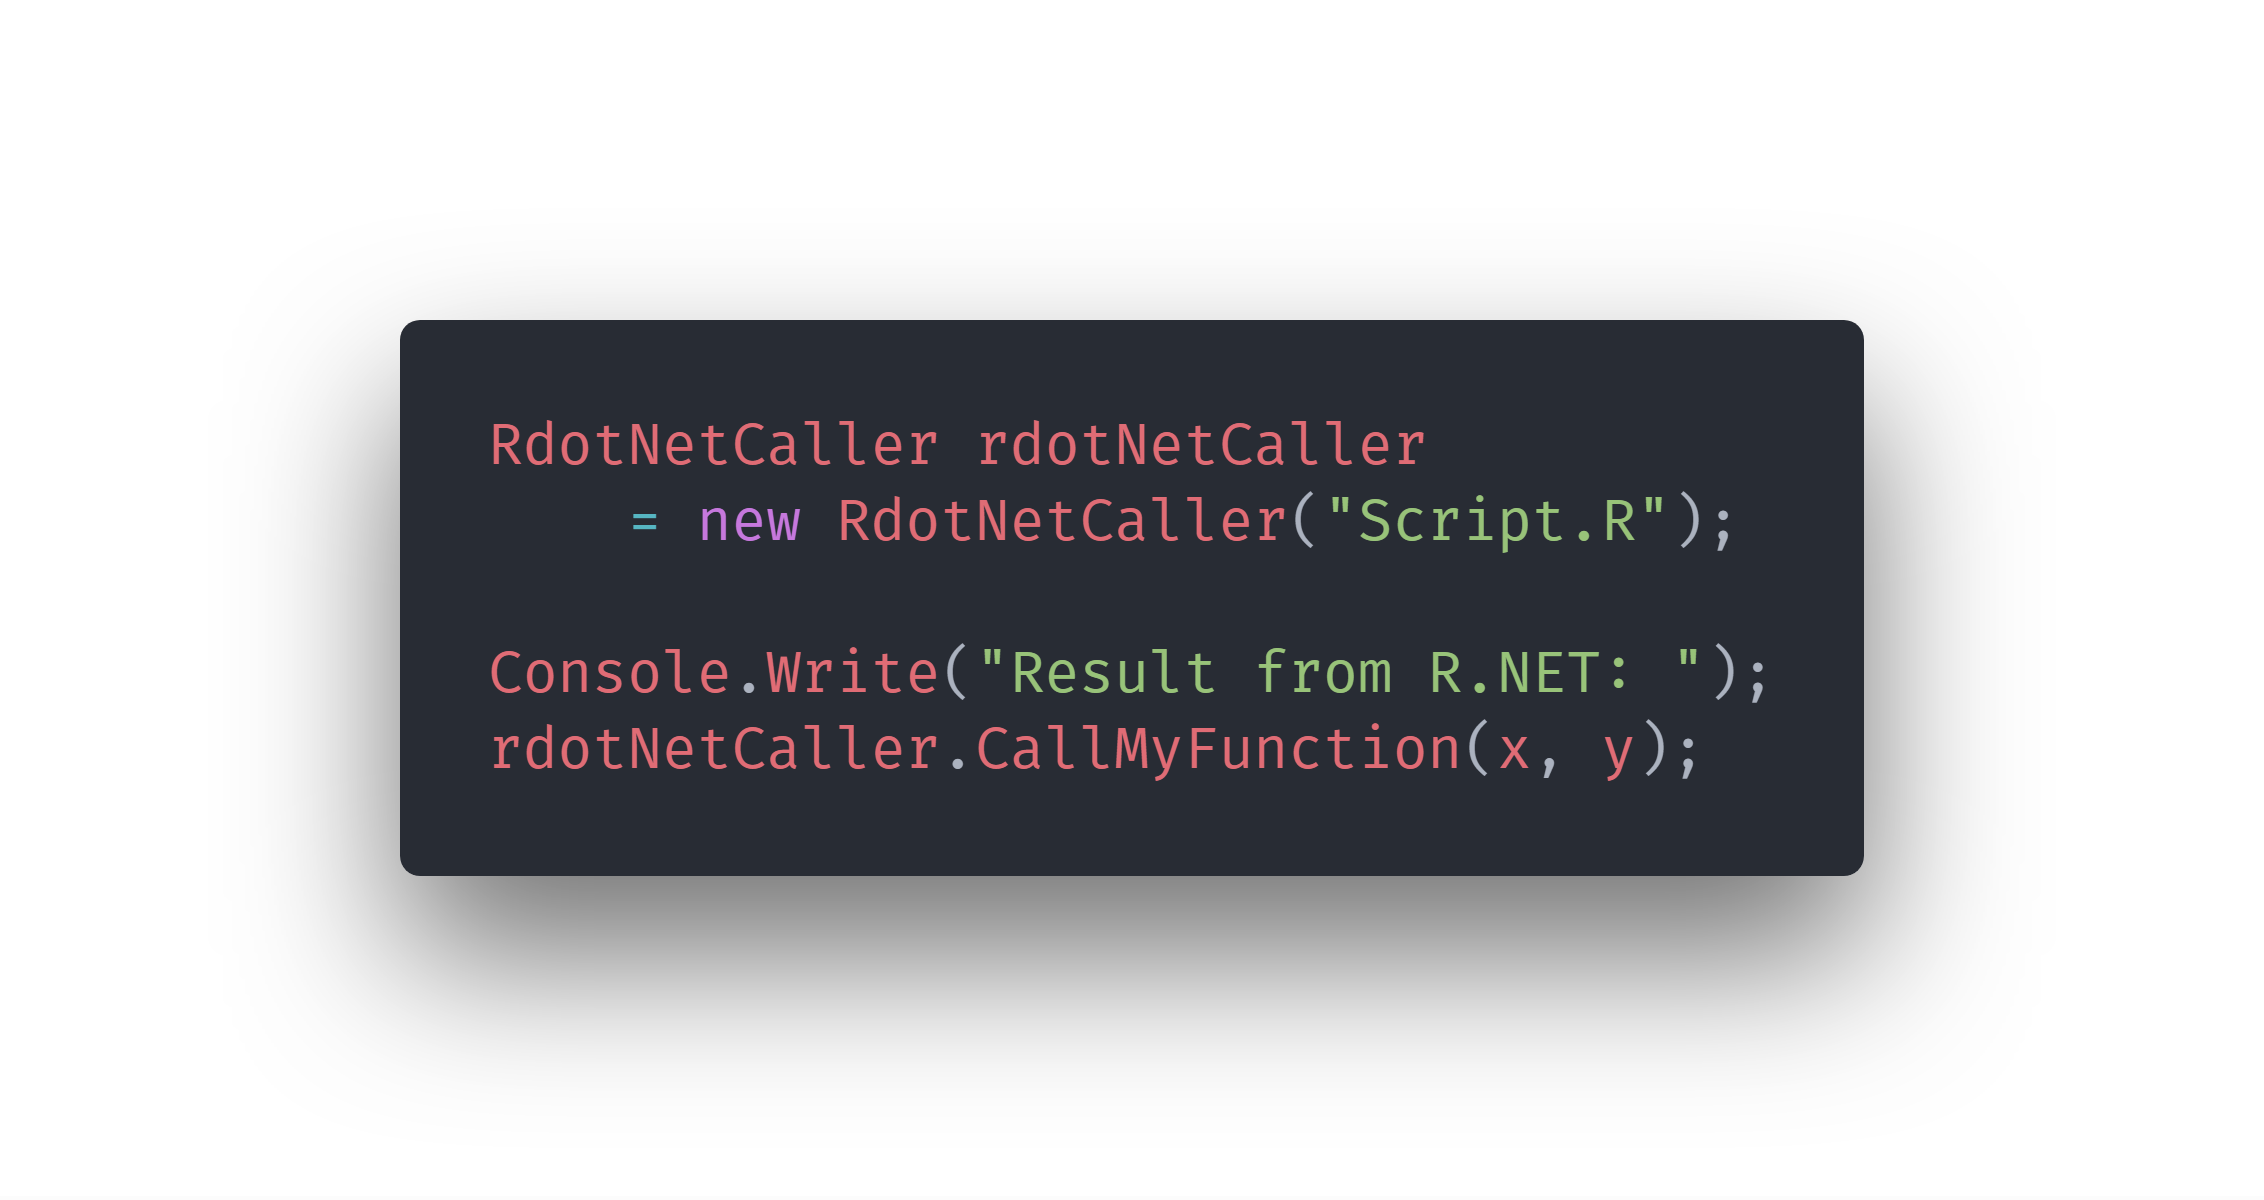 RdotNetCaller rdotNetCaller
    = new RdotNetCaller("Script.R");

Console.Write("Result from R.NET: ");
rdotNetCaller.CallMyFunction(x, y);